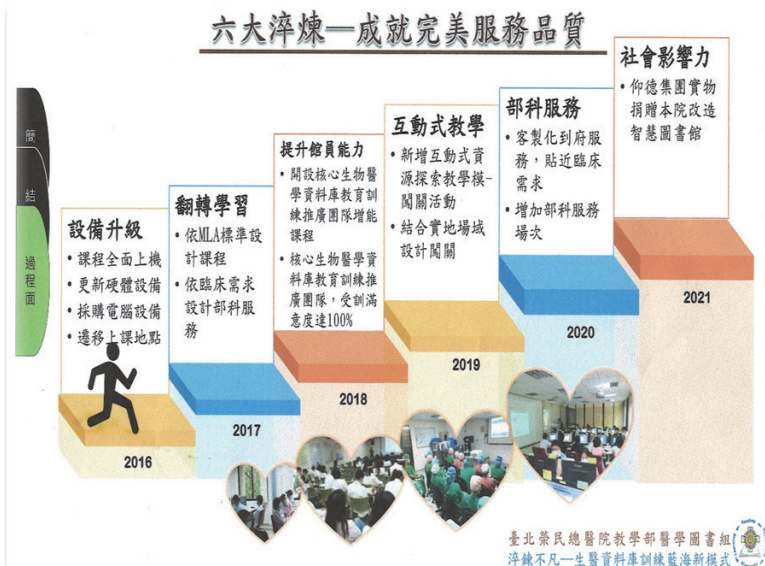 六大淬煉—成就完美服務品質
簡
結
過程面
設備升級
•課程全面上機
•更新硬體設備
•採購電腦設備
•遷移上課地點
2016
翻轉學習
•依MLA標準設
計課程
•依臨床需求
設計部科服
務
2017
提升館員能力
•開設核心生物醫
學資料庫教育訓
練推廣團隊增能
課程
•核心生物醫學資
料庫教育訓練推
廣團隊,受訓滿
意度達100%
2018
互動式教學
•新增互動式資
源探索教學模-
闖關活動
•結合實地場域
設計闖關
2019
部科服務
•客製化到府服
務,貼近臨床
需求
•增加部科服務
場次
2020
社會影響力
•仰德集團實物
捐贈本院改造
智慧圖書館
2021
臺北榮民總醫院教學部醫學圖書組
淬鍊不凡—生醫資料庫訓練藍海新模式